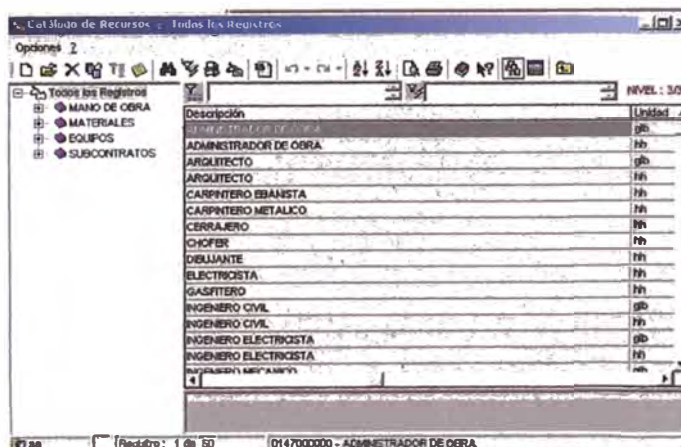 Catálogo de Recursos - Todos los Registros
Opciones ?
NIVEL : 3/3
Todos los Registros
MANO DE OBRA
MATERIALES
EQUIPOS
SUBCONTRATOS
Descripción Unidad
ADMINISTRADOR DE OBRA glb
ADMINISTRADOR DE OBRA hh
ARQUITECTO glb
ARQUITECTO hh
CARPINTERO EBANISTA hh
CARPINTERO METALICO hh
CERRAJERO hh
CHOFER hh
DIBUJANTE hh
ELECTRICISTA hh
GASFITERO hh
INGENIERO CIVIL glb
INGENIERO CIVIL hh
INGENIERO ELECTRICISTA glb
INGENIERO ELECTRICISTA hh
INGENIERO MECANICO glb
Registro: 1 de 50 0147000000 - ADMINISTRADOR DE OBRA